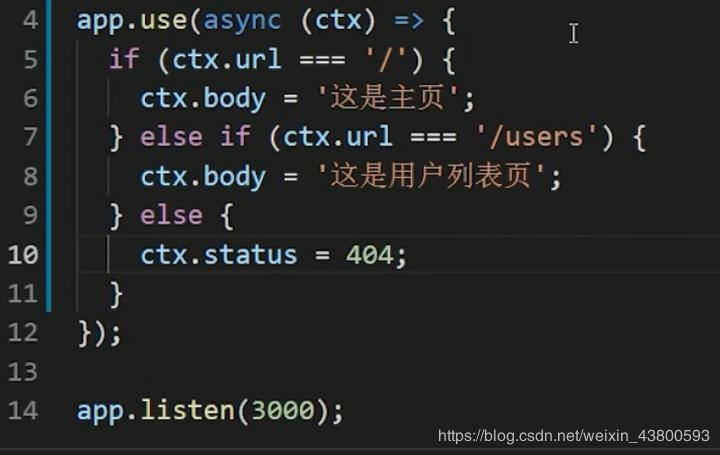 4 app.use(async (ctx) => {
5 if (ctx.url === '/') {
6 ctx.body = '这是主页';
7 } else if (ctx.url === '/users') {
8 ctx.body = '这是用户列表页';
9 } else {
10 ctx.status = 404;
11 }
12 });
13
14 app.listen(3000);
https://blog.csdn.net/weixin_43800593